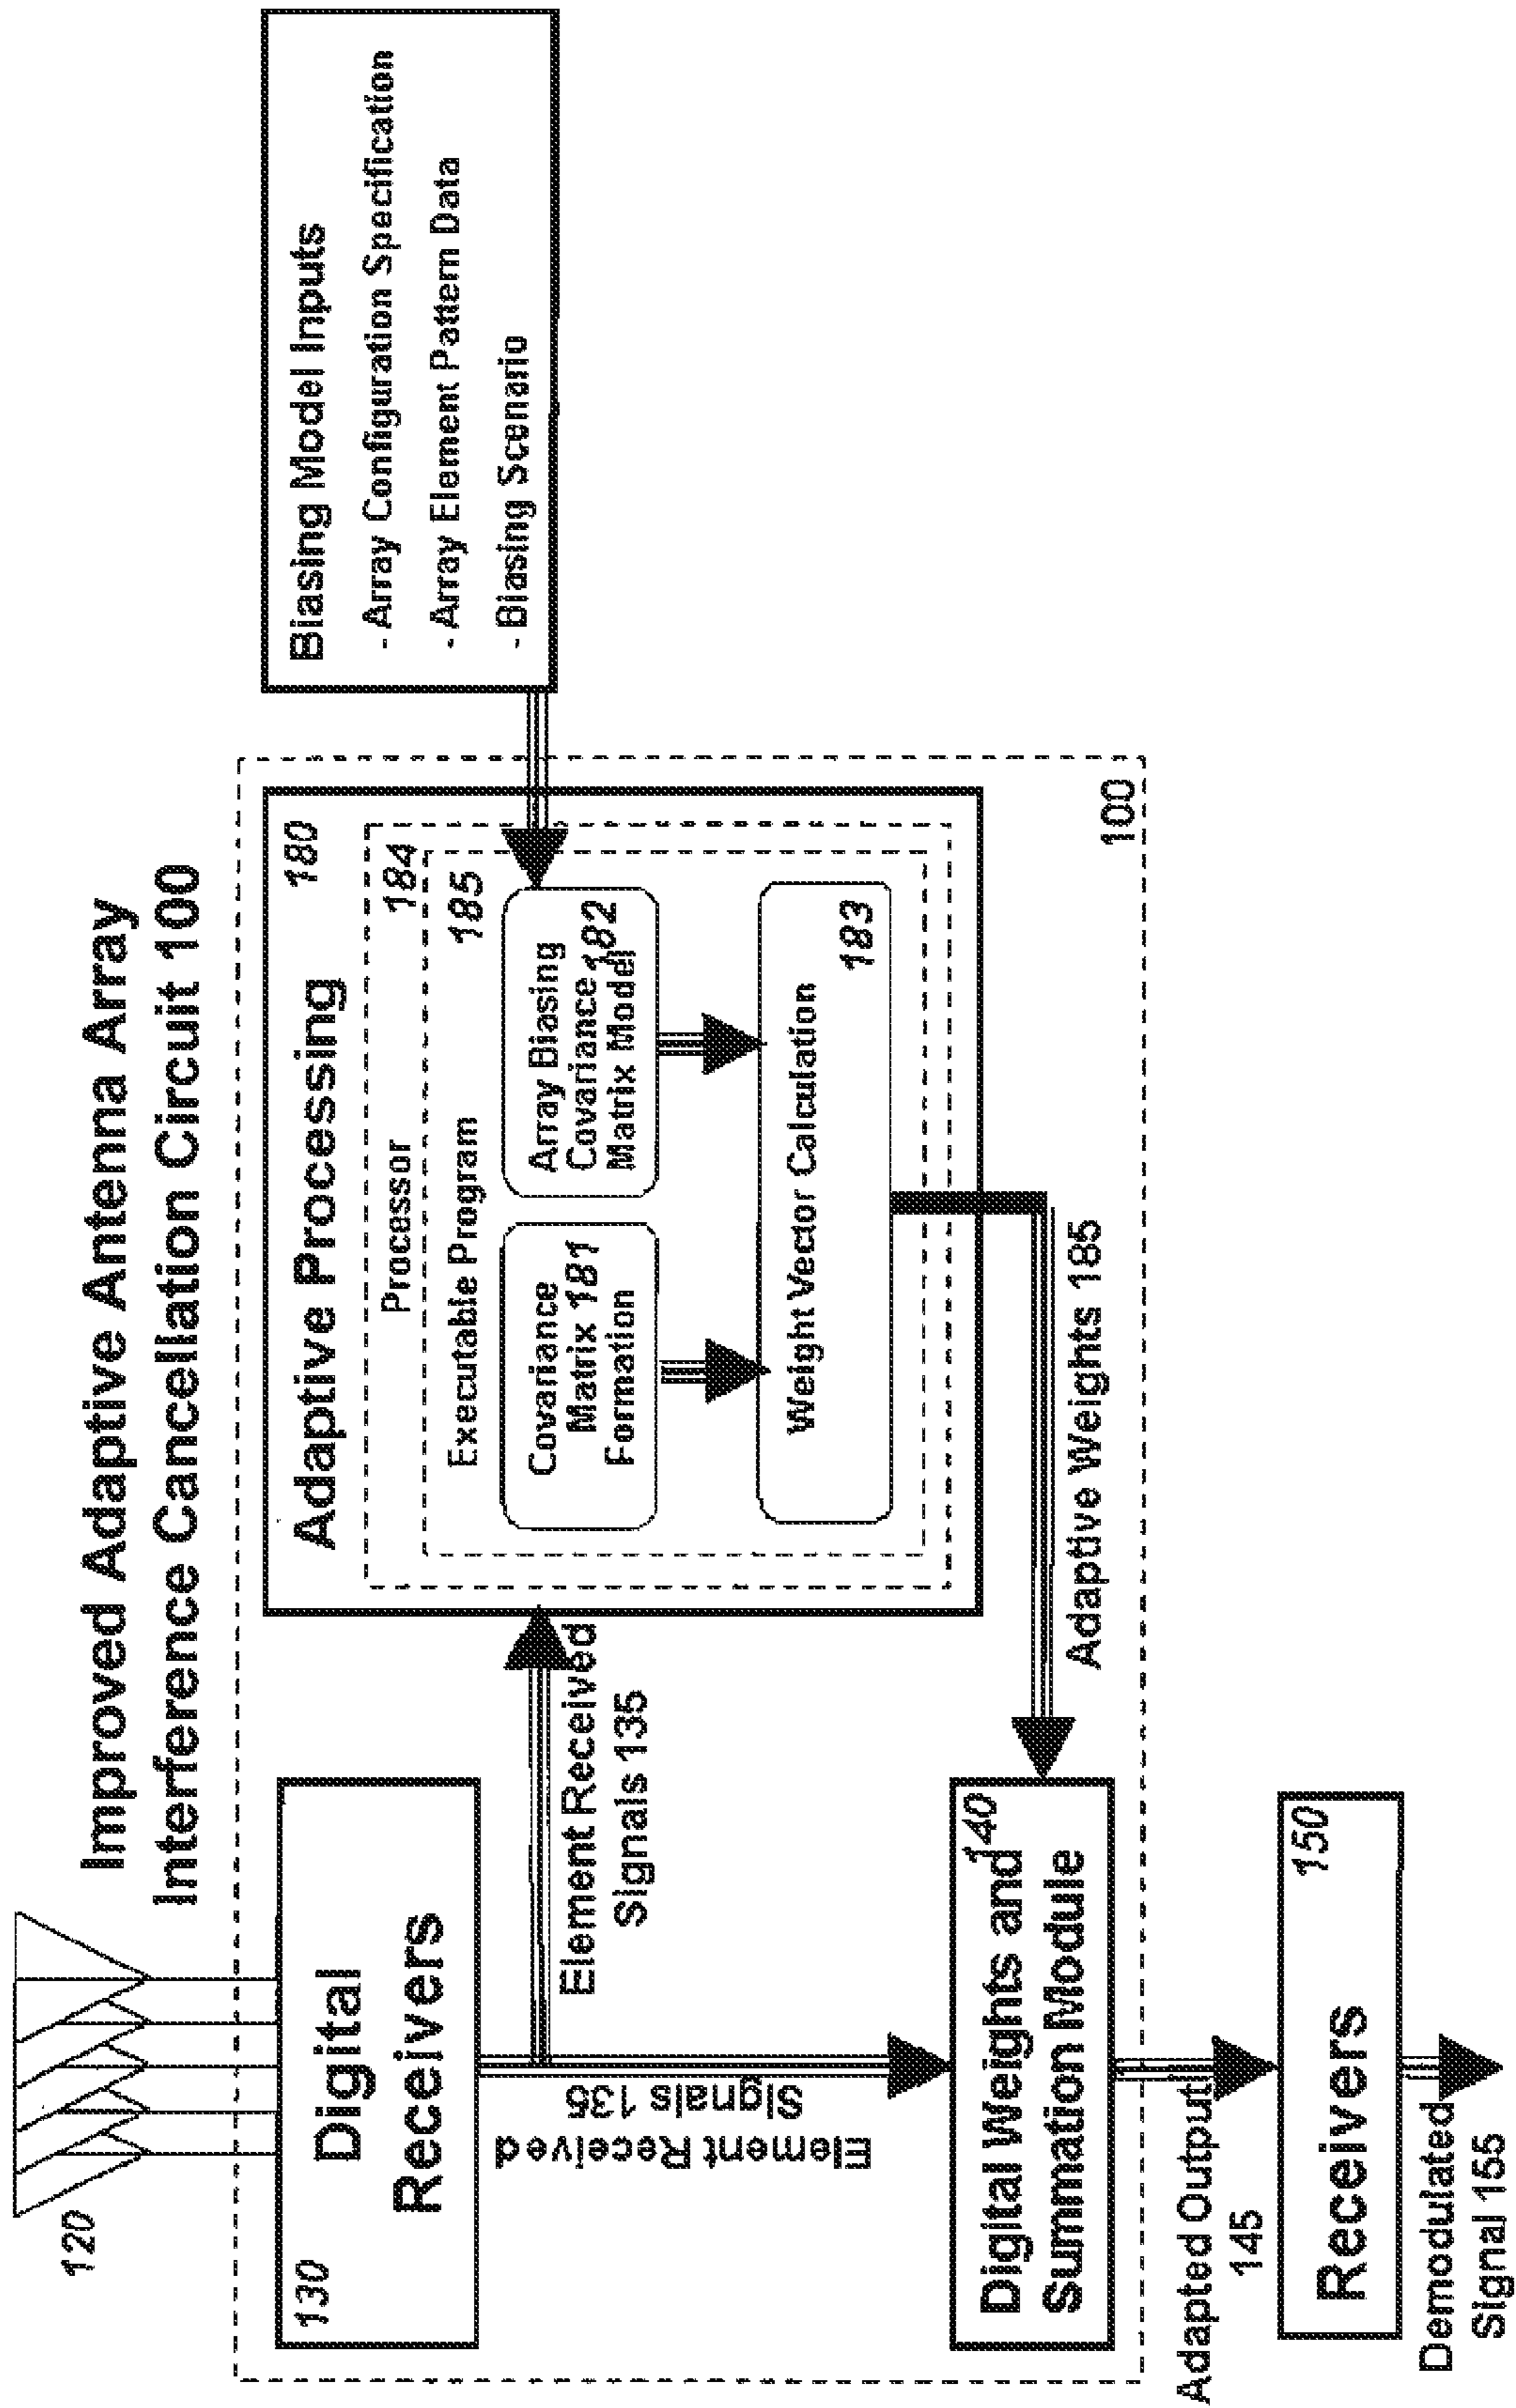 Improved Adaptive Antenna Array
Interference Cancellation Circuit 100
120
130
Digital
Receivers
Element Received
Signals 135
Element Received
Signals 135
Adaptive Processing
180
Processor
184
Executable Program
185
Covariance
Matrix 181
Formation
Array Biasing
Covariance 182
Matrix Model
Weight Vector Calculation
183
Biasing Model Inputs
- Array Configuration Specification
- Array Element Pattern Data
- Biasing Scenario
Adaptive Weights 185
100
140
Digital Weights and
Summation Module
Adapted Output
145
150
Receivers
Demodulated
Signal 155